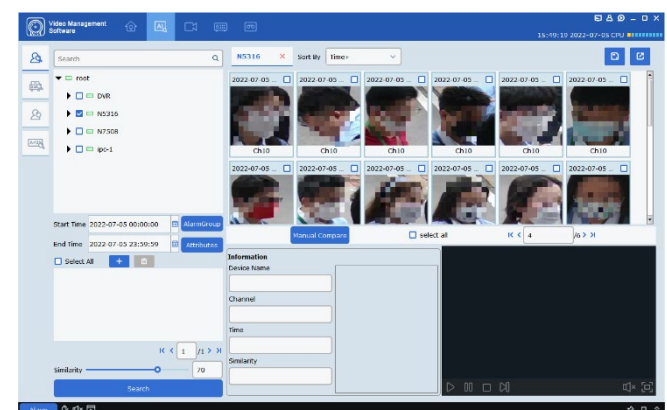 Video Management
Software
AI
16:49:19 2022-07-05 CPU
Search
N5316
Sort By Time
root
DVR
N5316
N7508
ipc-1
2022-07-05 ... 2022-07-05 ... 2022-07-05 ... 2022-07-05 ... 2022-07-05 ... 2022-07-05 ...
Ch10 Ch10 Ch10 Ch10 Ch10 Ch10
2022-07-05 ... 2022-07-05 ... 2022-07-05 ... 2022-07-05 ... 2022-07-05 ... 2022-07-05 ...
Start Time 2022-07-05 00:00:00 AlarmGroup
End Time 2022-07-05 23:59:59 Attributes
Manual Compare select all 4 /6
Select All
Information
Device Name
Channel
Time
Similarity
1 /1
Similarity 70
Search